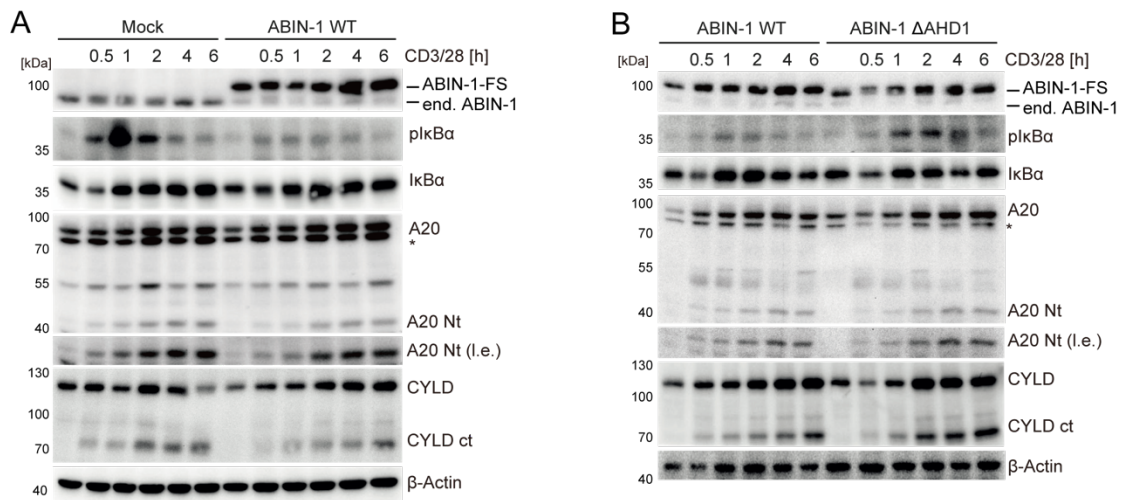 A
Mock
ABIN-1 WT
[kDa]
0.5 1 2 4 6 0.5 1 2 4 6 CD3/28 [h]
100
ABIN-1-FS
end. ABIN-1
pIκBα
35
IκBα
35
100
A20
*
70
55
A20 Nt
40
A20 Nt (l.e.)
130
CYLD
100
CYLD ct
70
β-Actin
40
B
ABIN-1 WT
ABIN-1 ΔAHD1
[kDa]
0.5 1 2 4 6 0.5 1 2 4 6 CD3/28 [h]
100
ABIN-1-FS
end. ABIN-1
pIκBα
35
IκBα
35
100
A20
*
70
55
A20 Nt
40
A20 Nt (l.e.)
130
CYLD
100
CYLD ct
70
β-Actin
40